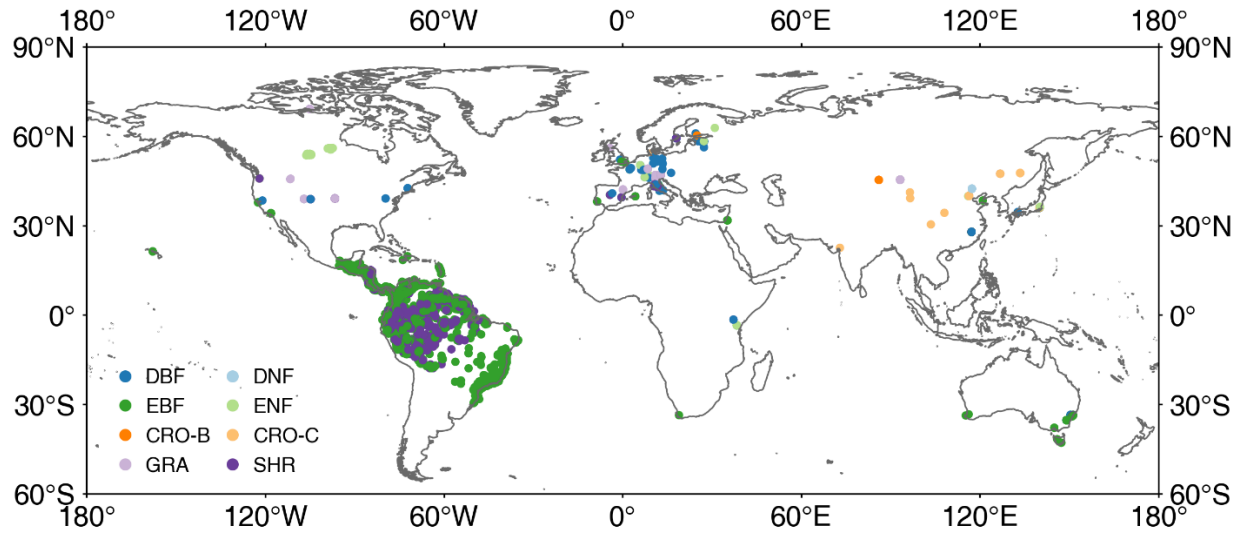 180° 120°W 60°W 0° 60°E 120°E 180°
90°N 90°N
60°N 60°N
30°N 30°N
0° 0°
DBF DNF
EBF ENF
30°S 30°S
CRO-B CRO-C
GRA SHR
60°S 60°S
180° 120°W 60°W 0° 60°E 120°E 180°